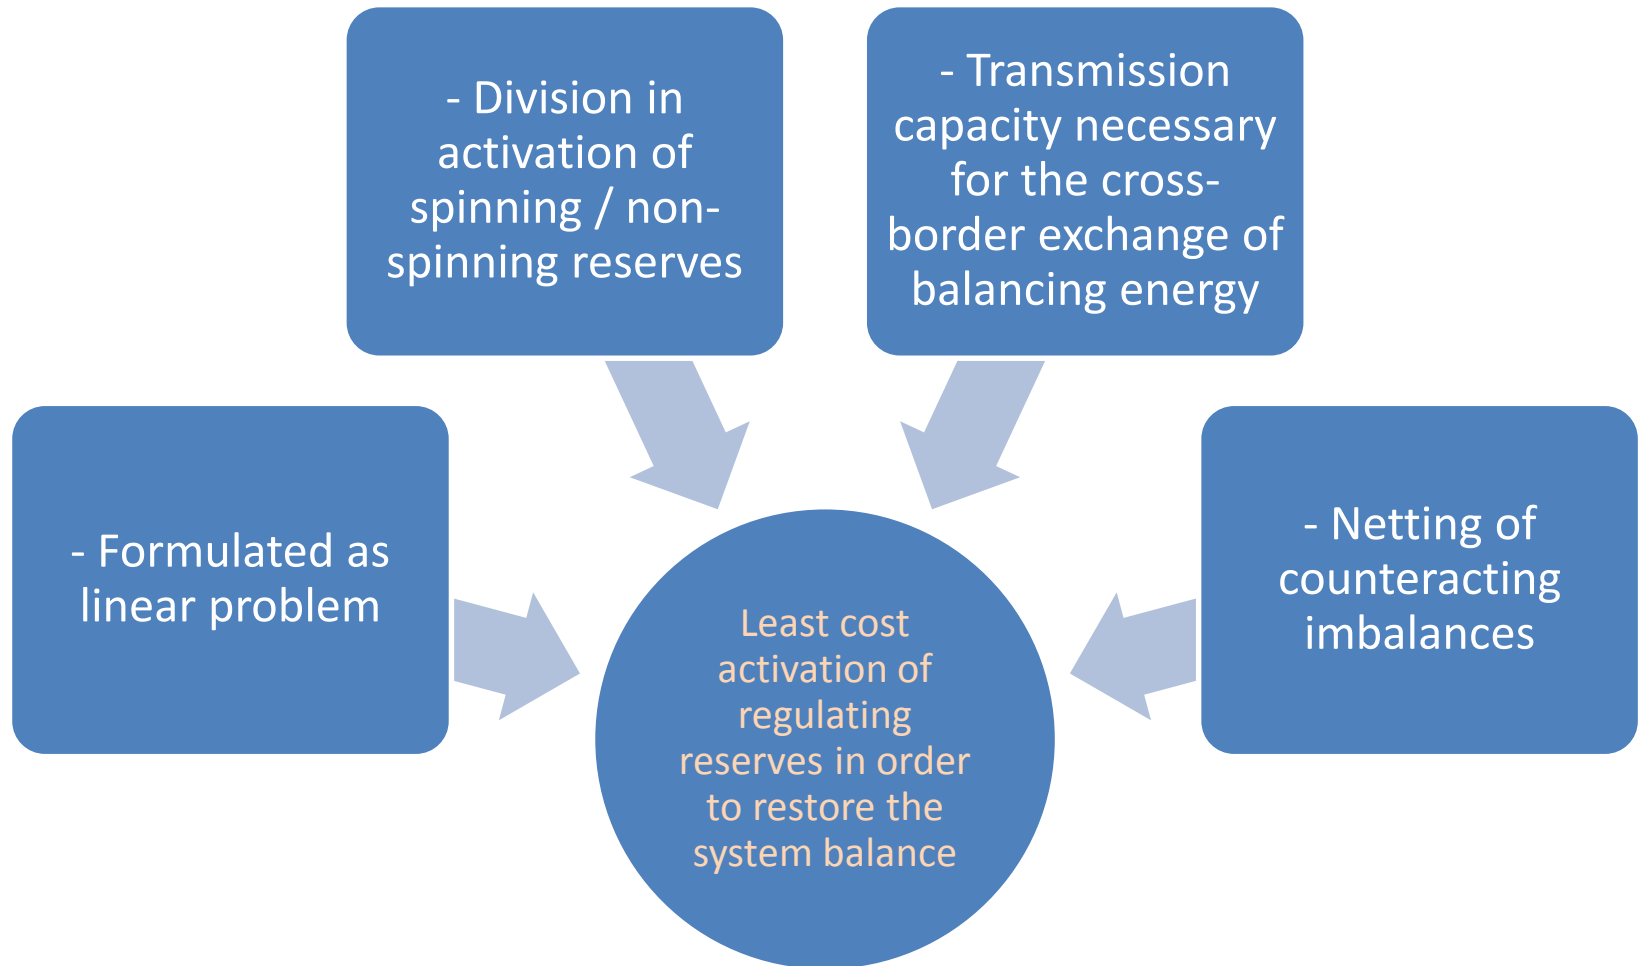 - Division in
activation of
spinning / non-
spinning reserves
- Transmission
capacity necessary
for the cross-
border exchange of
balancing energy
- Formulated as
linear problem
- Netting of
counteracting
imbalances
Least cost
activation of
regulating
reserves in order
to restore the
system balance